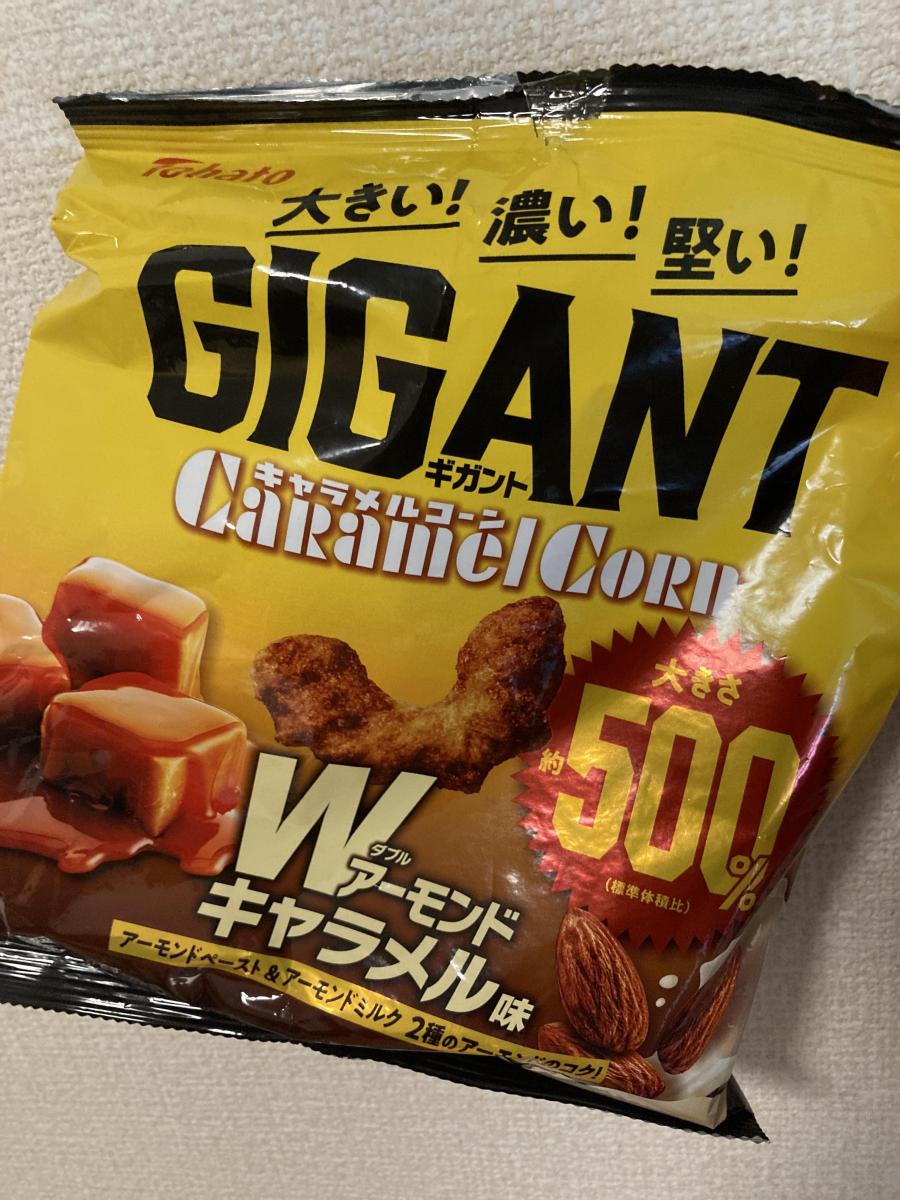 Tohato
大きい! 濃い! 堅い!
GIGANT
ギガント
キャラメルコーン
Caramel Corn
大きさ
約500%
(標準体積比)
W
ダブル
アーモンド
キャラメル味
アーモンドペースト&アーモンドミルク 2種のアーモンドのコク!